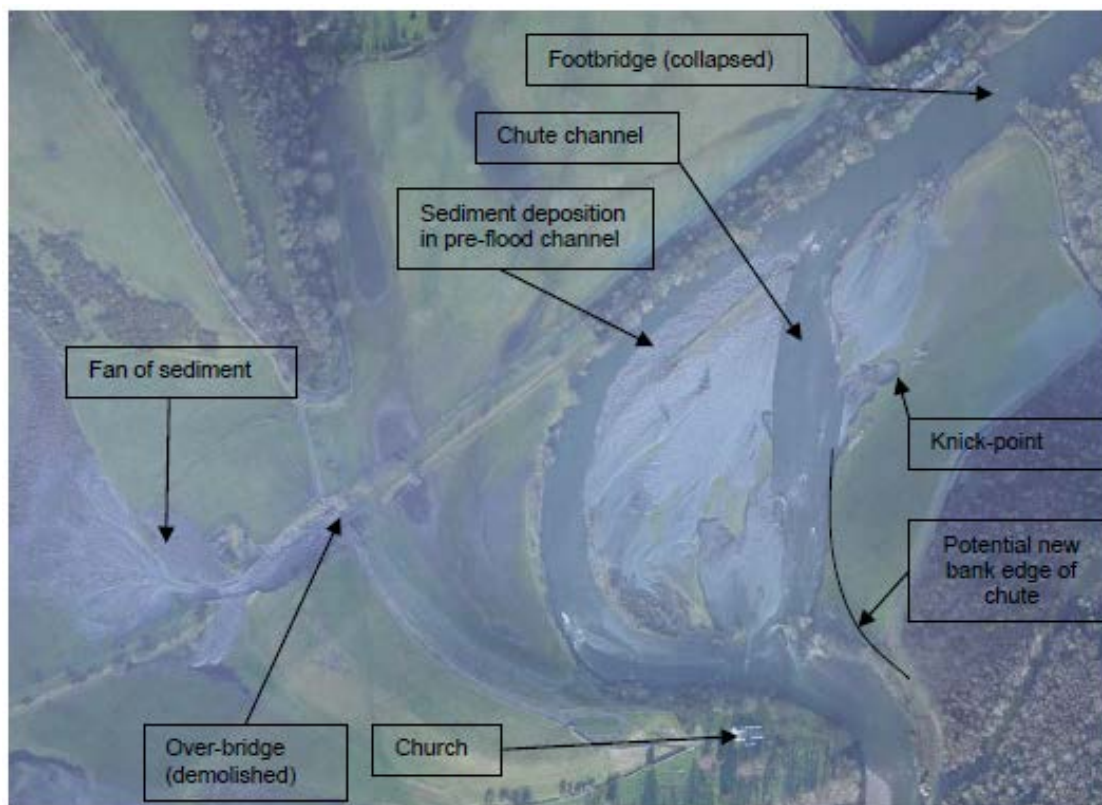 Footbridge (collapsed)
Chute channel
Sediment deposition
in pre-flood channel
Fan of sediment
Knick-point
Potential new
bank edge of
chute
Over-bridge
(demolished)
Church